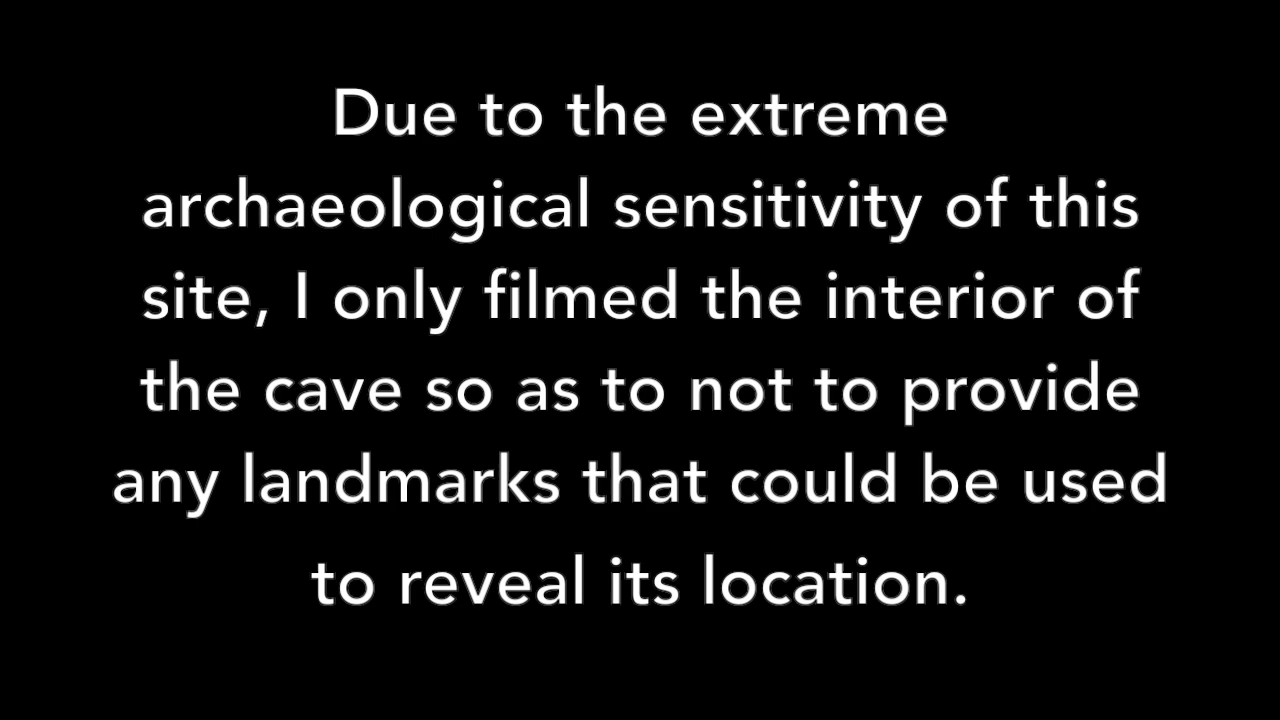 Due to the extreme
archaeological sensitivity of this
site, I only filmed the interior of
the cave so as to not to provide
any landmarks that could be used
to reveal its location.